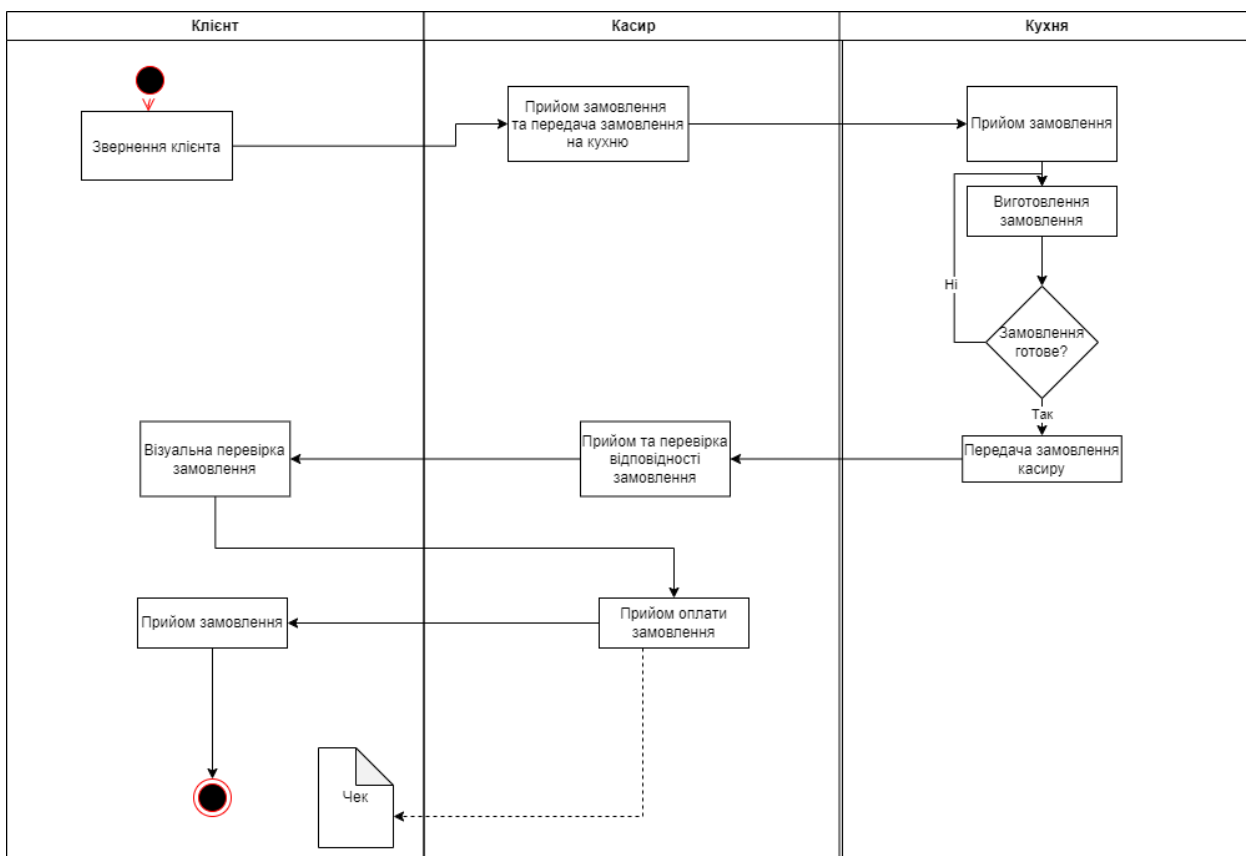 Клієнт
Касир
Кухня
Звернення клієнта
Прийом замовлення
та передача замовлення
на кухню
Прийом замовлення
Виготовлення
замовлення
Ні
Замовлення
готове?
Так
Візуальна перевірка
замовлення
Прийом та перевірка
відповідності
замовлення
Передача замовлення
касиру
Прийом замовлення
Прийом оплати
замовлення
Чек